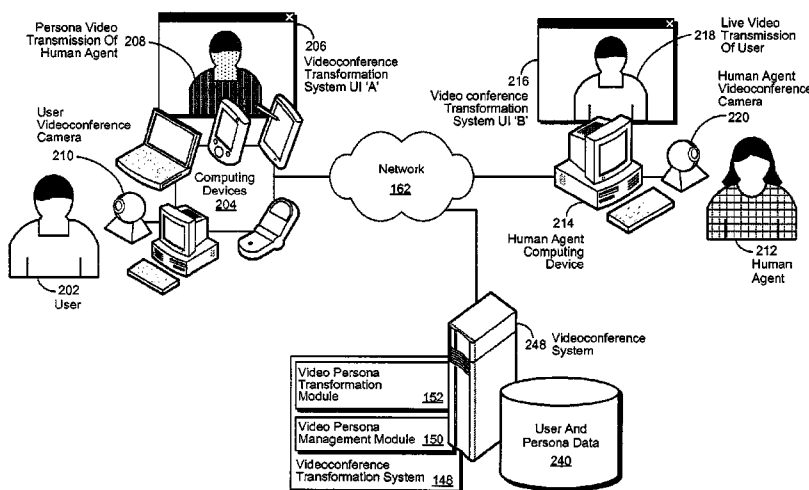 Persona Video
Transmission Of
Human Agent
208
206
Videoconference
Transformation
System UI 'A'
User
Videoconference
Camera
210
Computing
Devices
204
202
User
Network
162
216
Video conference
Transformation
System UI 'B'
218
Live Video
Transmission
Of User
Human Agent
Videoconference
Camera
220
214
Human Agent
Computing
Device
212
Human
Agent
248
Videoconference
System
Video Persona
Transformation
Module
152
Video Persona
Management Module
150
Videoconference
Transformation System
148
User And
Persona Data
240